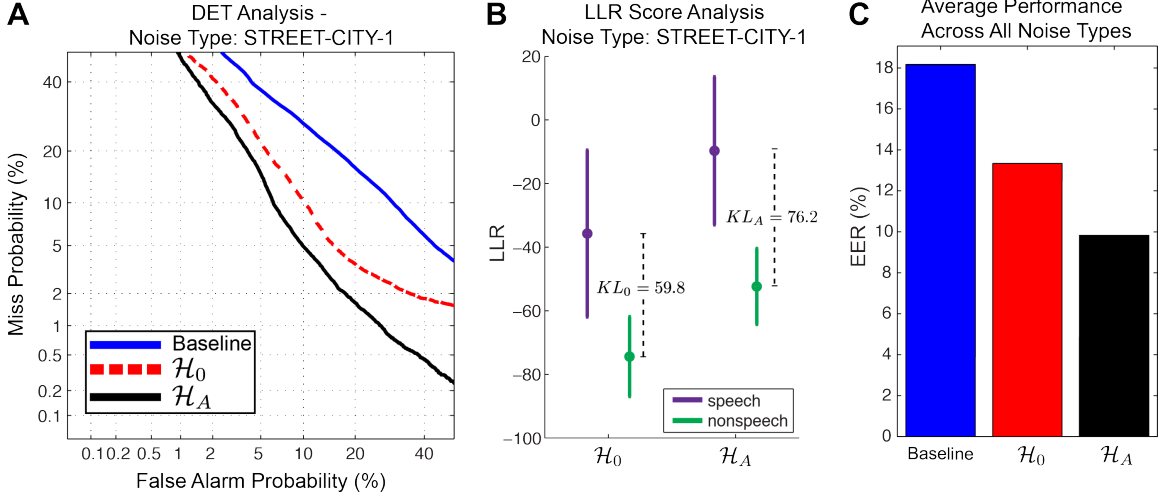 A
DET Analysis -
Noise Type: STREET-CITY-1
Miss Probability (%)
40
30
20
10
5
2
1
0.5
0.2
0.1
Baseline
ℋ0
ℋA
0.10 0.2 0.5 1 2 5 10 20 40
False Alarm Probability (%)
B
LLR Score Analysis
Noise Type: STREET-CITY-1
LLR
20
0
−20
−40
−60
−80
−100
KL0 = 59.8
KLA = 76.2
speech
nonspeech
ℋ0 ℋA
C
Average Performance
Across All Noise Types
EER (%)
18
16
14
12
10
8
6
4
2
0
Baseline ℋ0 ℋA